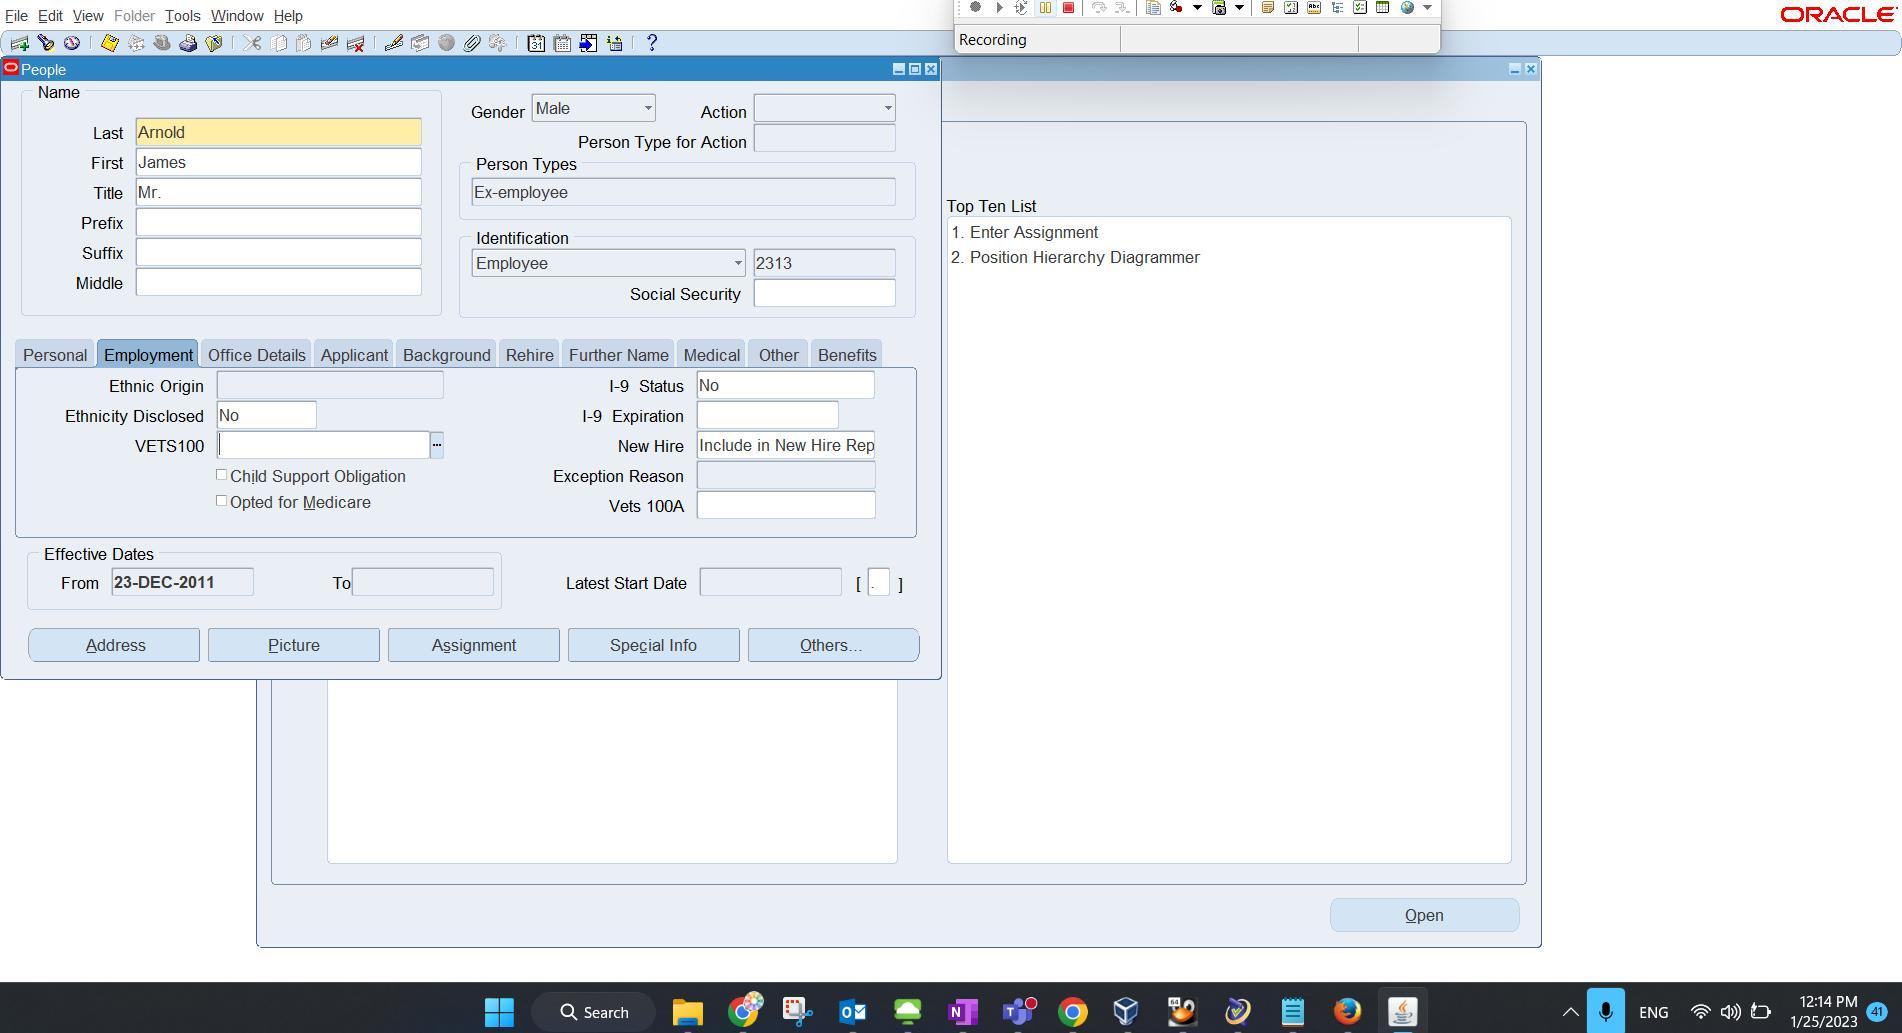 File Edit View Folder Tools Window Help
ORACLE
Recording
People
Name
Last Arnold
First James
Title Mr.
Prefix
Suffix
Middle
Gender Male
Action
Person Type for Action
Person Types
Ex-employee
Identification
Employee 2313
Social Security
Top Ten List
1. Enter Assignment
2. Position Hierarchy Diagrammer
Personal Employment Office Details Applicant Background Rehire Further Name Medical Other Benefits
Ethnic Origin
Ethnicity Disclosed No
VETS100
Child Support Obligation
Opted for Medicare
I-9 Status No
I-9 Expiration
New Hire Include in New Hire Rep
Exception Reason
Vets 100A
Effective Dates
From 23-DEC-2011 To
Latest Start Date [ . ]
Address Picture Assignment Special Info Others...
Open
Search
ENG
12:14 PM
1/25/2023
41